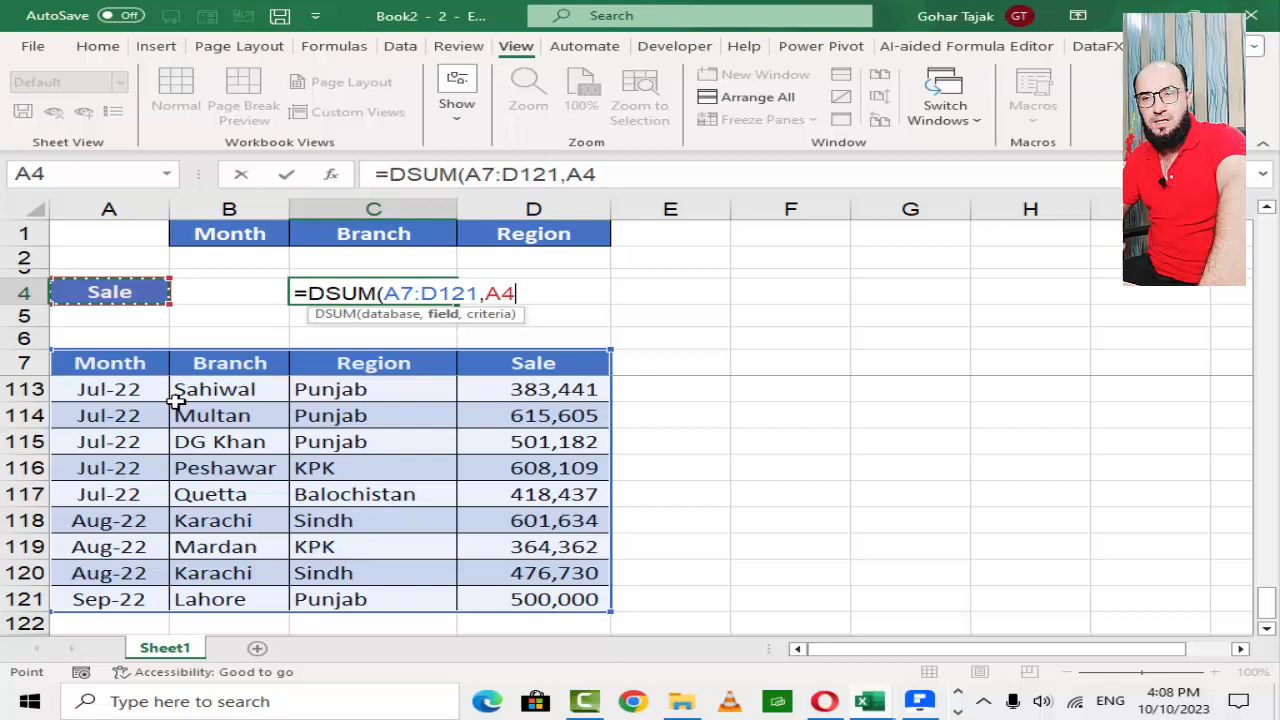 AutoSave Off Book2 - 2 - E... Search Gohar Tajak GT
File Home Insert Page Layout Formulas Data Review View Automate Developer Help Power Pivot AI-aided Formula Editor DataFX
Default Page Layout New Window
Normal Page Break Preview Custom Views Show Zoom 100% Zoom to Selection Arrange All Switch Windows Macros
Freeze Panes
Sheet View Workbook Views Zoom Window Macros
A4 fx =DSUM(A7:D121,A4
A B C D E F G H
1 Month Branch Region
2
3
4 Sale =DSUM(A7:D121,A4
5 DSUM(database, field, criteria)
6
7 Month Branch Region Sale
113 Jul-22 Sahiwal Punjab 383,441
114 Jul-22 Multan Punjab 615,605
115 Jul-22 DG Khan Punjab 501,182
116 Jul-22 Peshawar KPK 608,109
117 Jul-22 Quetta Balochistan 418,437
118 Aug-22 Karachi Sindh 601,634
119 Aug-22 Mardan KPK 364,362
120 Aug-22 Karachi Sindh 476,730
121 Sep-22 Lahore Punjab 500,000
122
Sheet1
Point Accessibility: Good to go 100%
Type here to search ENG 4:08 PM
10/10/2023